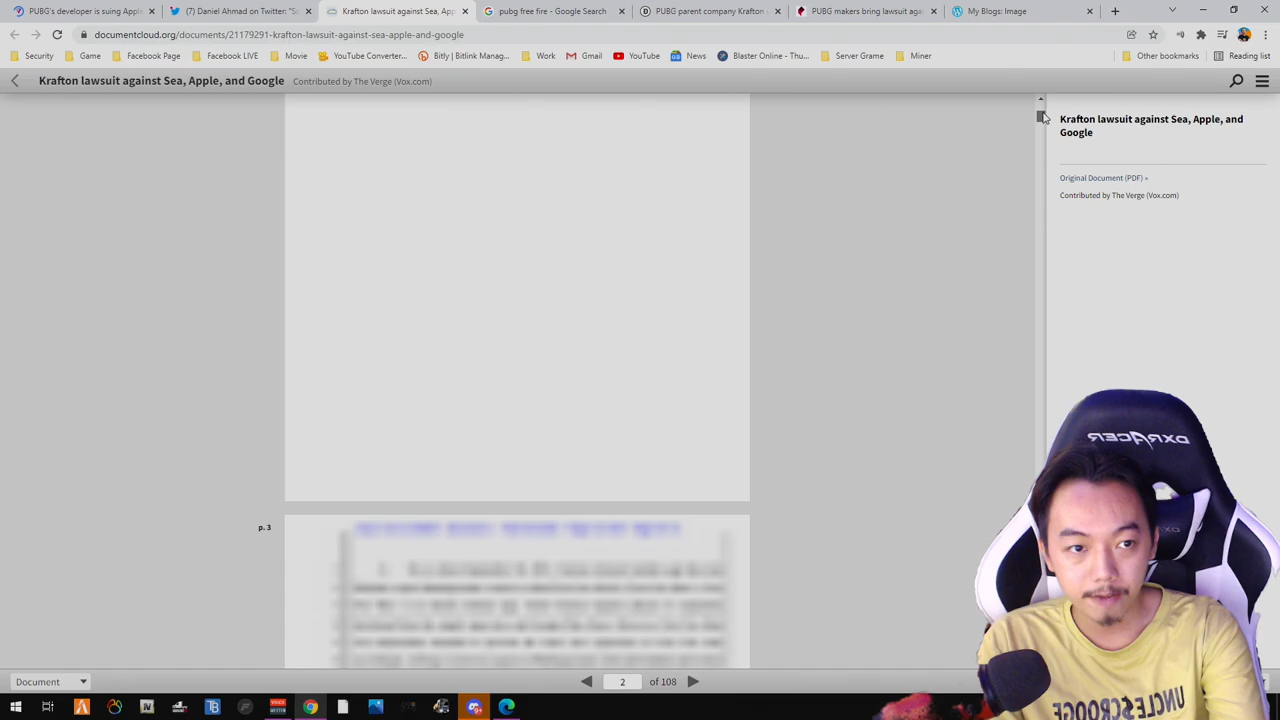 PUBG's developer is suing Apple
(7) Daniel Ahmad on Twitter: "So
Krafton lawsuit against Sea, App
pubg free fire - Google Search
PUBG parent company Krafton
PUBG makers bring lawsuit aga
My Blogs: Image
documentcloud.org/documents/21179291-krafton-lawsuit-against-sea-apple-and-google
Security
Game
Facebook Page
Facebook LIVE
Movie
YouTube Converter...
Bitly | Bitlink Manag...
Work
Gmail
YouTube
News
Blaster Online - Thu...
Server Grame
Miner
Other bookmarks
Reading list
Krafton lawsuit against Sea, Apple, and Google
Contributed by The Verge (Vox.com)
Krafton lawsuit against Sea, Apple, and
Google
Original Document (PDF) »
Contributed by The Verge (Vox.com)
p. 3
DXRACER
UNCLE SCROOGE
Document
2
of 108